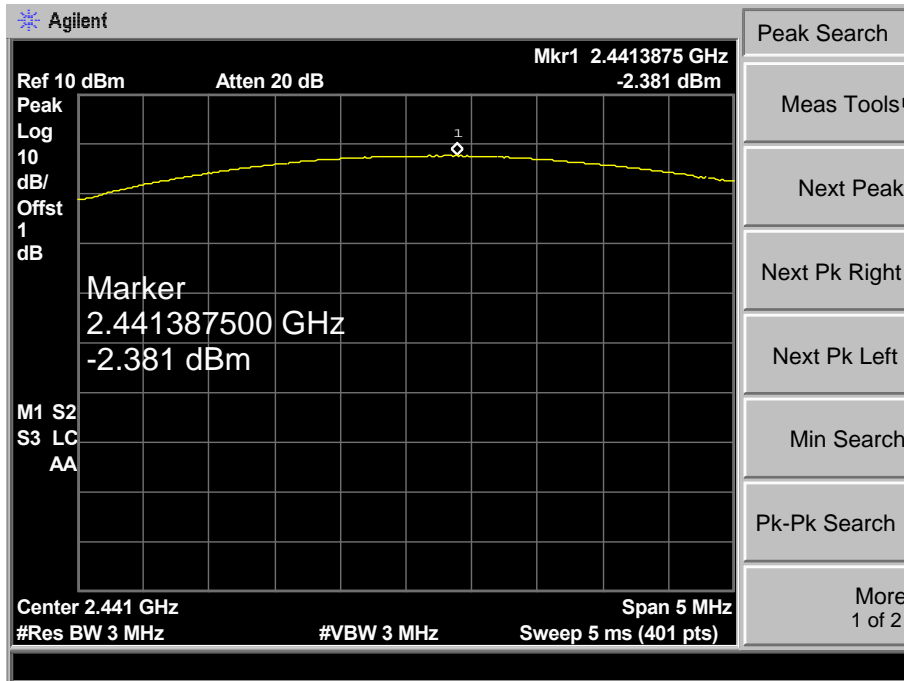 Agilent
Peak Search
Mkr1 2.4413875 GHz
Ref 10 dBm Atten 20 dB -2.381 dBm
Peak
Log
10
dB/
Offst
1
dB
1
Marker
2.441387500 GHz
-2.381 dBm
M1 S2
S3 LC
AA
Center 2.441 GHz Span 5 MHz
#Res BW 3 MHz #VBW 3 MHz Sweep 5 ms (401 pts)
Meas Tools
Next Peak
Next Pk Right
Next Pk Left
Min Search
Pk-Pk Search
More
1 of 2